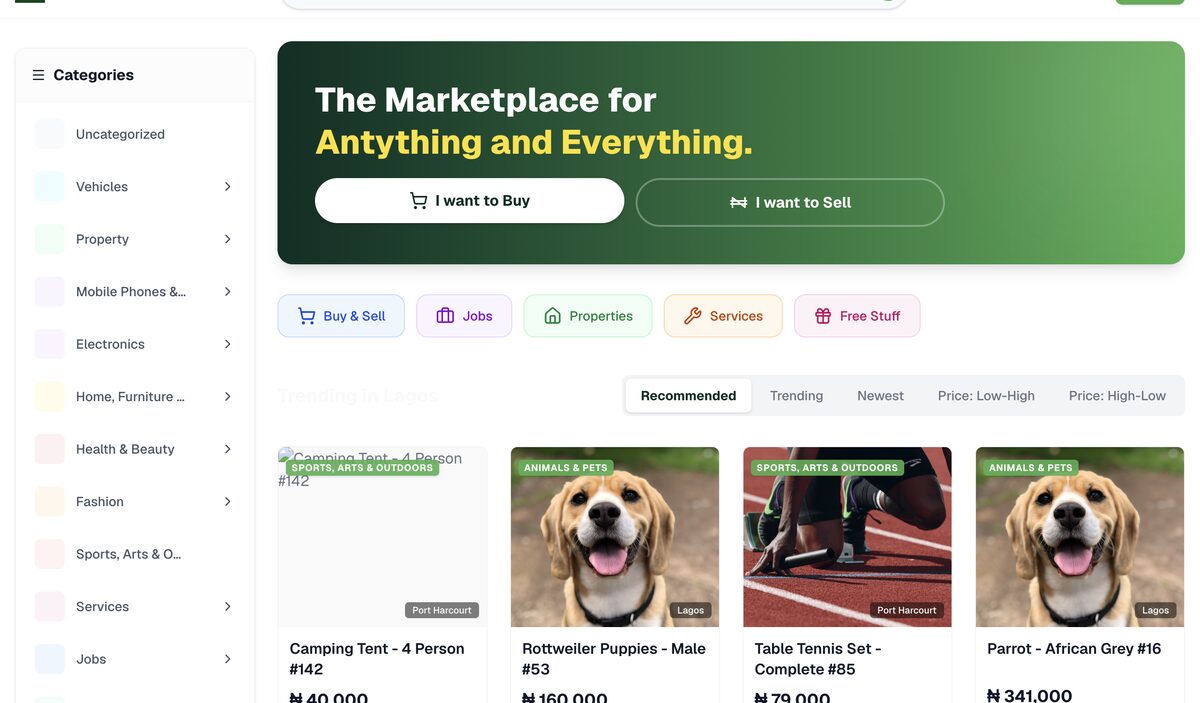 Categories
Uncategorized
Vehicles
Property
Mobile Phones &...
Electronics
Home, Furniture ...
Health & Beauty
Fashion
Sports, Arts & O...
Services
Jobs
The Marketplace for
Antything and Everything.
I want to Buy
I want to Sell
Buy & Sell
Jobs
Properties
Services
Free Stuff
Trending in Lagos
Recommended
Trending
Newest
Price: Low-High
Price: High-Low
Camping Tent - 4 Person
#142
SPORTS, ARTS & OUTDOORS
Port Harcourt
Camping Tent - 4 Person
#142
₦ 40,000
ANIMALS & PETS
Lagos
Rottweiler Puppies - Male
#53
₦ 160,000
SPORTS, ARTS & OUTDOORS
Port Harcourt
Table Tennis Set -
Complete #85
₦ 79,000
ANIMALS & PETS
Lagos
Parrot - African Grey #16
₦ 341,000